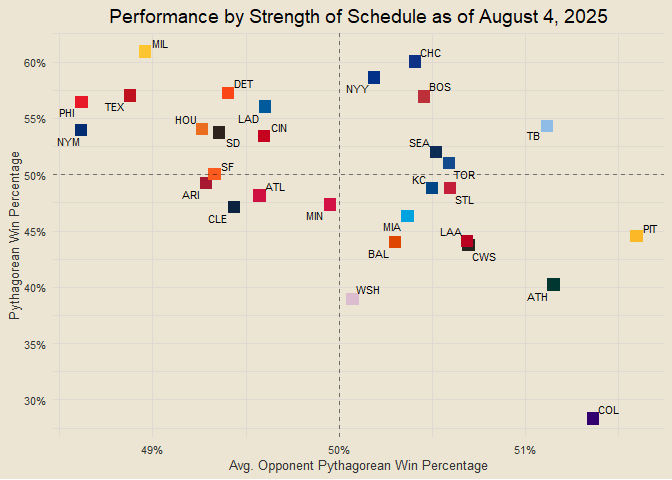 Performance by Strength of Schedule as of August 4, 2025
Pythagorean Win Percentage
60%
55%
50%
45%
40%
35%
30%
MIL
CHC
NYY
DET
BOS
TEX
PHI
LAD
HOU
CIN
TB
NYM
SD
SEA
TOR
SF
KC
ARI
ATL
STL
CLE
MIN
MIA
LAA
PIT
BAL
CWS
WSH
ATH
COL
49%
50%
51%
Avg. Opponent Pythagorean Win Percentage